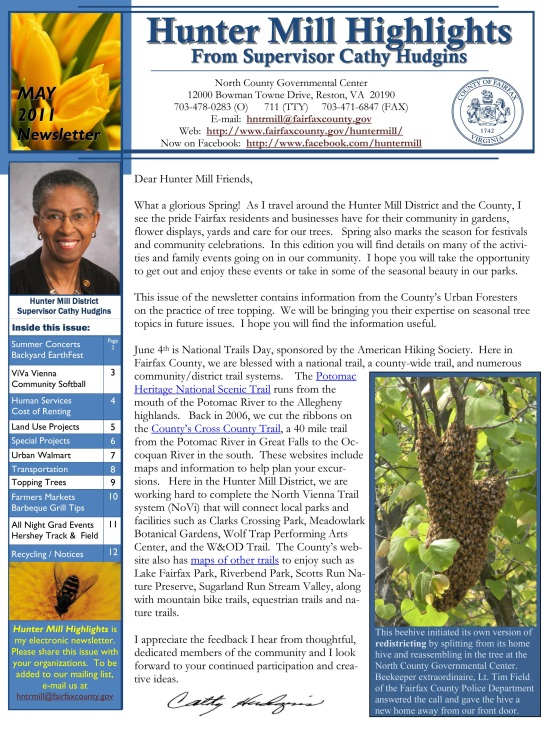 Hunter Mill Highlights
From Supervisor Cathy Hudgins
MAY
2011
Newsletter
North County Governmental Center
12000 Bowman Towne Drive, Reston, VA 20190
703-478-0283 (O) 711 (TTY) 703-471-6847 (FAX)
E-mail: hntrmill@fairfaxcounty.gov
Web: http://www.fairfaxcounty.gov/huntermill/
Now on Facebook: http://www.facebook.com/huntermill
COUNTY OF FAIRFAX
1742
VIRGINIA
Hunter Mill District
Supervisor Cathy Hudgins
Inside this issue:
Summer Concerts
Backyard EarthFest
Page
2
ViVa Vienna
Community Softball
3
Human Services
Cost of Renting
4
Land Use Projects 5
Special Projects 6
Urban Walmart 7
Transportation 8
Topping Trees 9
Farmers Markets
Barbeque Grill Tips
10
All Night Grad Events
Hershey Track & Field
11
Recycling / Notices 12
Hunter Mill Highlights is
my electronic newsletter.
Please share this issue with
your organizations. To be
added to our mailing list,
e-mail us at
hntrmill@fairfaxcounty.gov
Dear Hunter Mill Friends,
What a glorious Spring! As I travel around the Hunter Mill District and the County, I
see the pride Fairfax residents and businesses have for their community in gardens,
flower displays, yards and care for our trees. Spring also marks the season for festivals
and community celebrations. In this edition you will find details on many of the activi-
ties and family events going on in our community. I hope you will take the opportunity
to get out and enjoy these events or take in some of the seasonal beauty in our parks.
This issue of the newsletter contains information from the County's Urban Foresters
on the practice of tree topping. We will be bringing you their expertise on seasonal tree
topics in future issues. I hope you will find the information useful.
June 4th is National Trails Day, sponsored by the American Hiking Society. Here in
Fairfax County, we are blessed with a national trail, a county-wide trail, and numerous
community/district trail systems. The Potomac
Heritage National Scenic Trail runs from the
mouth of the Potomac River to the Allegheny
highlands. Back in 2006, we cut the ribbons on
the County's Cross County Trail, a 40 mile trail
from the Potomac River in Great Falls to the Oc-
coquan River in the south. These websites include
maps and information to help plan your excur-
sions. Here in the Hunter Mill District, we are
working hard to complete the North Vienna Trail
system (NoVi) that will connect local parks and
facilities such as Clarks Crossing Park, Meadowlark
Botanical Gardens, Wolf Trap Performing Arts
Center, and the W&OD Trail. The County's web-
site also has maps of other trails to enjoy such as
Lake Fairfax Park, Riverbend Park, Scotts Run Na-
ture Preserve, Sugarland Run Stream Valley, along
with mountain bike trails, equestrian trails and na-
ture trails.
I appreciate the feedback I hear from thoughtful,
dedicated members of the community and I look
forward to your continued participation and crea-
tive ideas.
Cathy Hudgins
This beehive initiated its own version of
redistricting by splitting from its home
hive and reassembling in the tree at the
North County Governmental Center.
Beekeeper extraordinaire, Lt. Tim Field
of the Fairfax County Police Department
answered the call and gave the hive a
new home away from our front door.